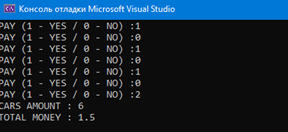 Консоль отладки Microsoft Visual Studio
PAY (1 - YES / 0 - NO) :1
PAY (1 - YES / 0 - NO) :0
PAY (1 - YES / 0 - NO) :1
PAY (1 - YES / 0 - NO) :0
PAY (1 - YES / 0 - NO) :1
PAY (1 - YES / 0 - NO) :0
PAY (1 - YES / 0 - NO) :2
CARS AMOUNT : 6
TOTAL MONEY : 1.5